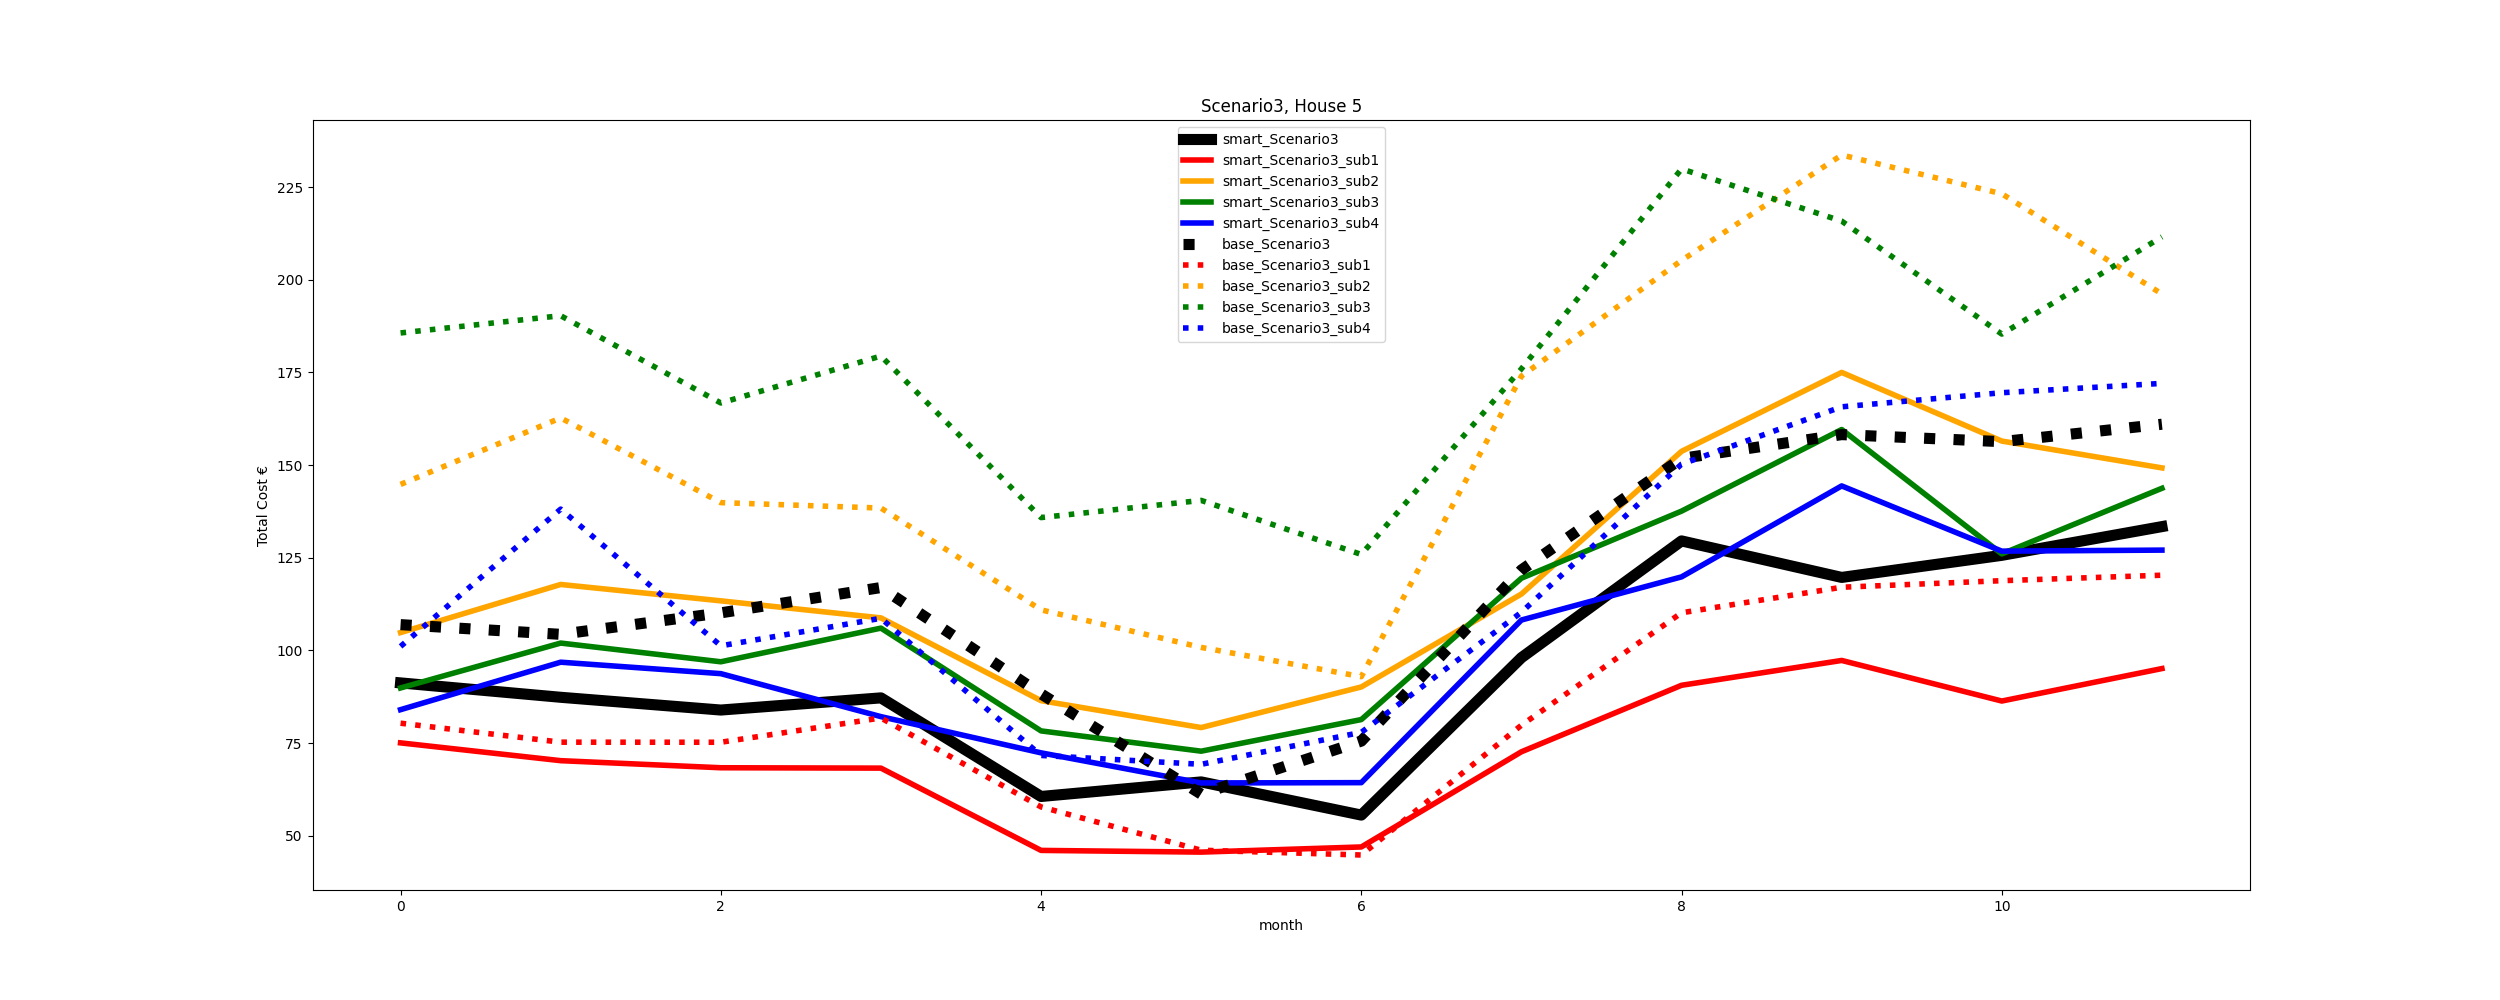 Scenario3, House 5
smart_Scenario3
smart_Scenario3_sub1
smart_Scenario3_sub2
smart_Scenario3_sub3
smart_Scenario3_sub4
base_Scenario3
base_Scenario3_sub1
base_Scenario3_sub2
base_Scenario3_sub3
base_Scenario3_sub4
Total Cost €
225
200
175
150
125
100
75
50
0 2 4 6 8 10
month